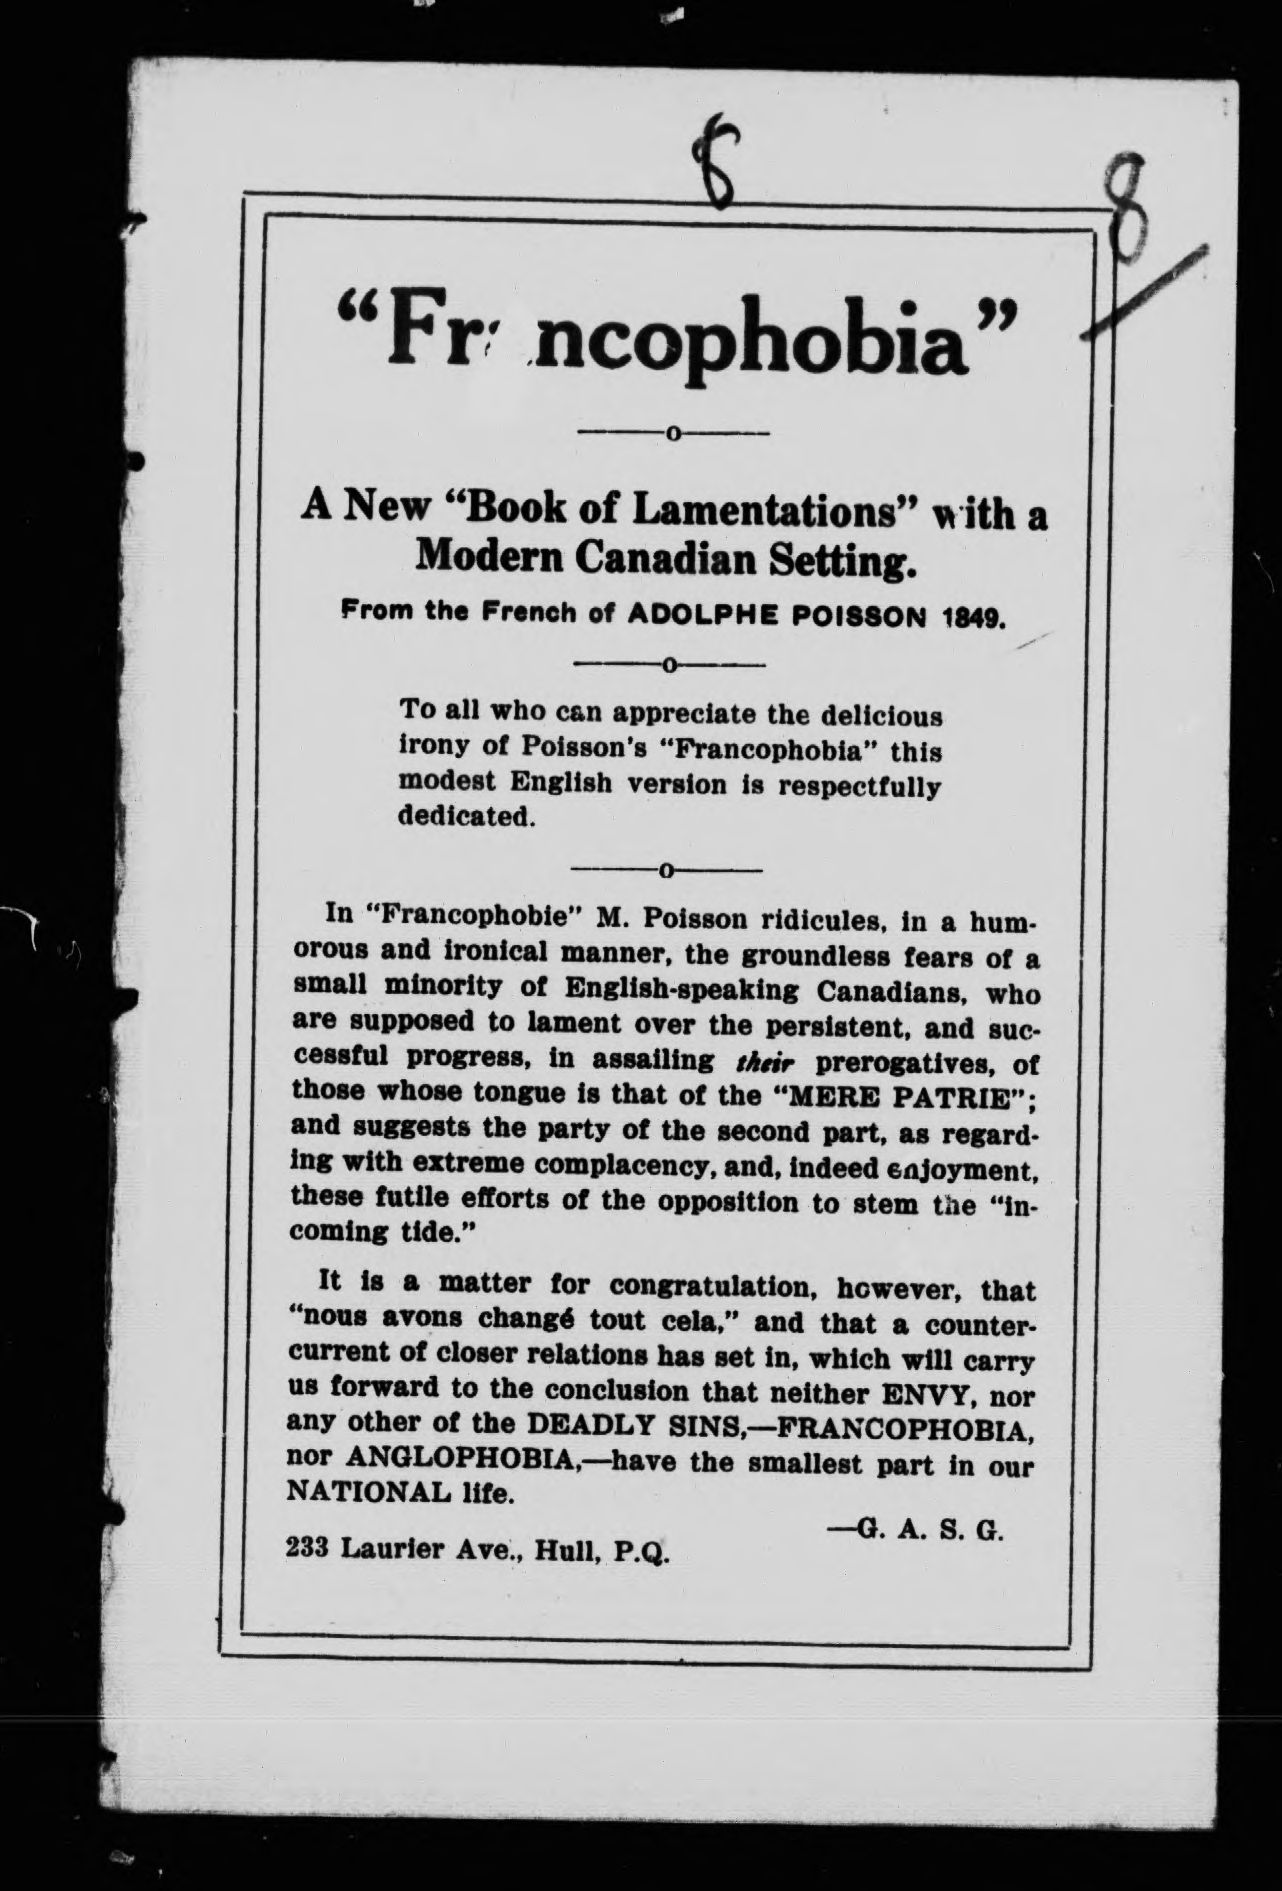 8
8
"Francophobia"
A New "Book of Lamentations" with a
Modern Canadian Setting.
From the French of ADOLPHE POISSON 1849.
To all who can appreciate the delicious
irony of Poisson's "Francophobia" this
modest English version is respectfully
dedicated.
In "Francophobie" M. Poisson ridicules, in a hum-
orous and ironical manner, the groundless fears of a
small minority of English-speaking Canadians, who
are supposed to lament over the persistent, and suc-
cessful progress, in assailing their prerogatives, of
those whose tongue is that of the "MERE PATRIE";
and suggests the party of the second part, as regard-
ing with extreme complacency, and, indeed enjoyment,
these futile efforts of the opposition to stem the "in-
coming tide."
It is a matter for congratulation, however, that
"nous avons changé tout cela," and that a counter-
current of closer relations has set in, which will carry
us forward to the conclusion that neither ENVY, nor
any other of the DEADLY SINS,—FRANCOPHOBIA,
nor ANGLOPHOBIA,—have the smallest part in our
NATIONAL life.
—G. A. S. G.
233 Laurier Ave., Hull, P.Q.